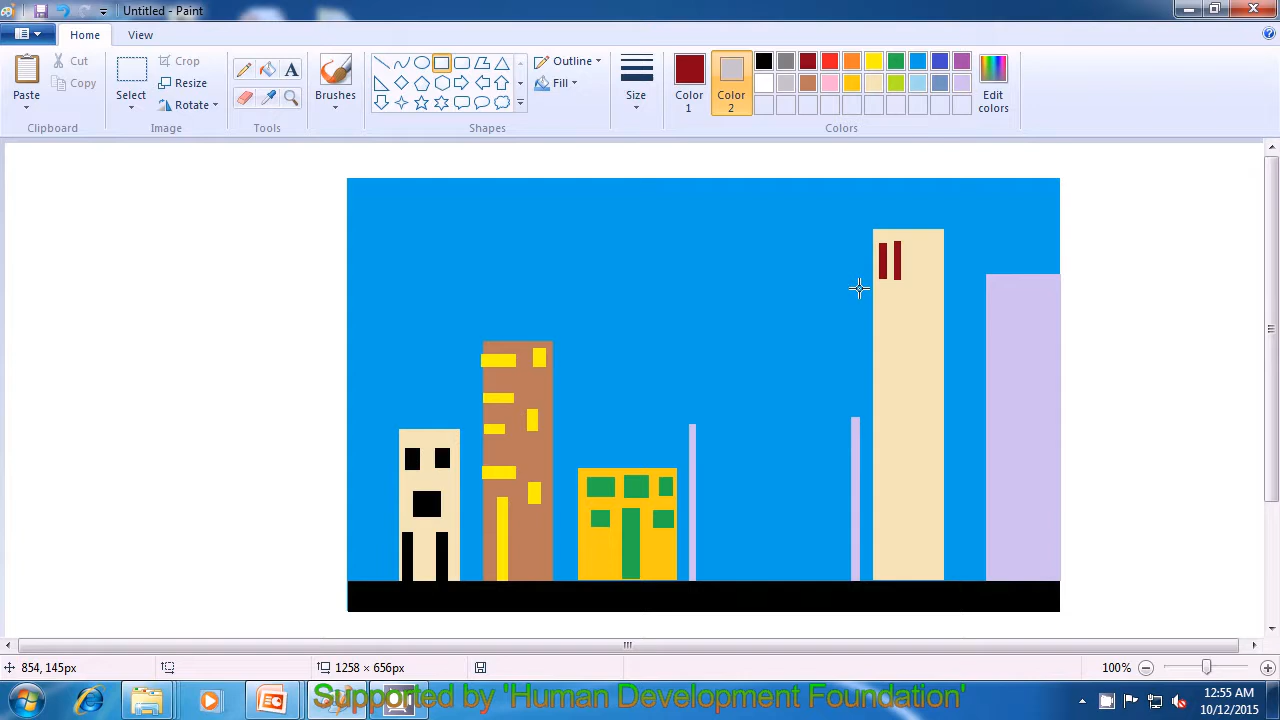 Untitled - Paint
Home View
Paste
Cut
Copy
Clipboard
Select
Crop
Resize
Rotate
Image
A
Tools
Brushes
Outline
Fill
Shapes
Size
Color 1
Color 2
Edit colors
Colors
854, 145px
1258 × 656px
100%
Supported by 'Human Development Foundation'
12:55 AM
10/12/2015